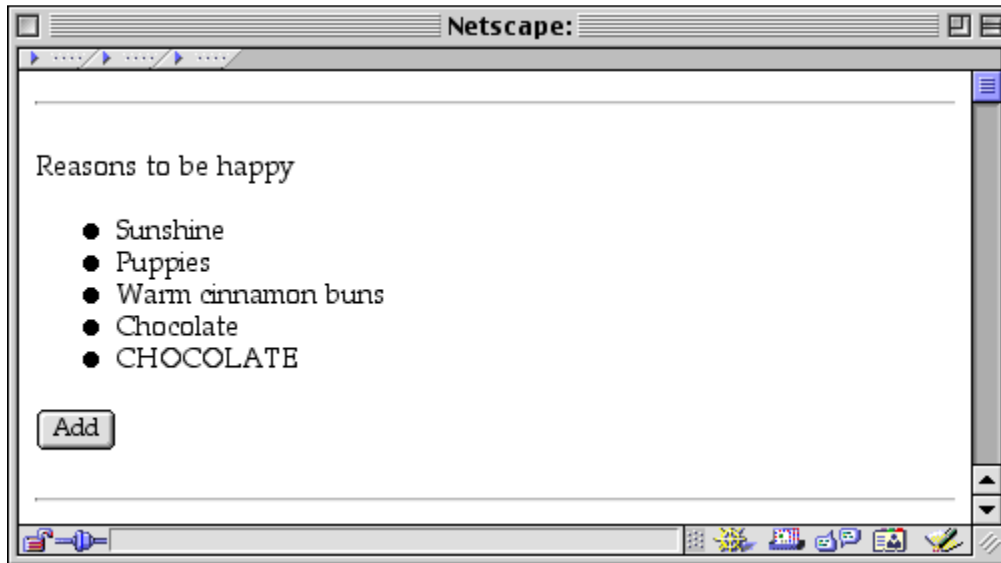 Netscape:
Reasons to be happy
Sunshine
Puppies
Warm cinnamon buns
Chocolate
CHOCOLATE
Add